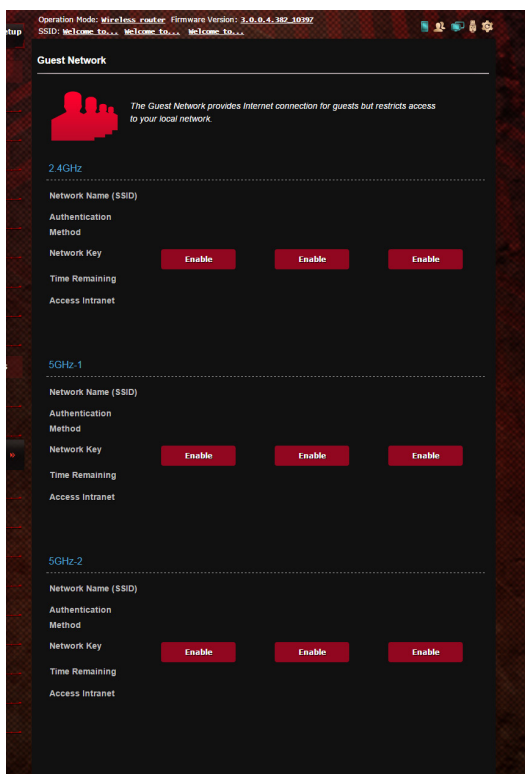 Operation Mode: Wireless router Firmware Version: 3.0.0.4.382_10397
SSID: Welcome to... Welcome to... Welcome to...
Guest Network
The Guest Network provides Internet connection for guests but restricts access
to your local network.
2.4GHz
Network Name (SSID)
Authentication
Method
Network Key Enable Enable Enable
Time Remaining
Access Intranet
5GHz-1
Network Name (SSID)
Authentication
Method
Network Key Enable Enable Enable
Time Remaining
Access Intranet
5GHz-2
Network Name (SSID)
Authentication
Method
Network Key Enable Enable Enable
Time Remaining
Access Intranet